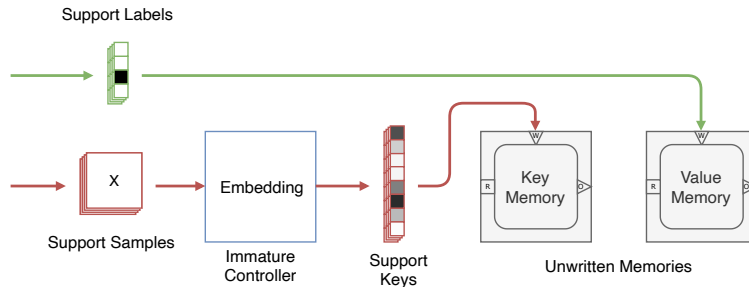 Support Labels
W
W
X
Embedding
R
Key
Memory
O
R
Value
Memory
O
Support Samples
Immature
Controller
Support
Keys
Unwritten Memories